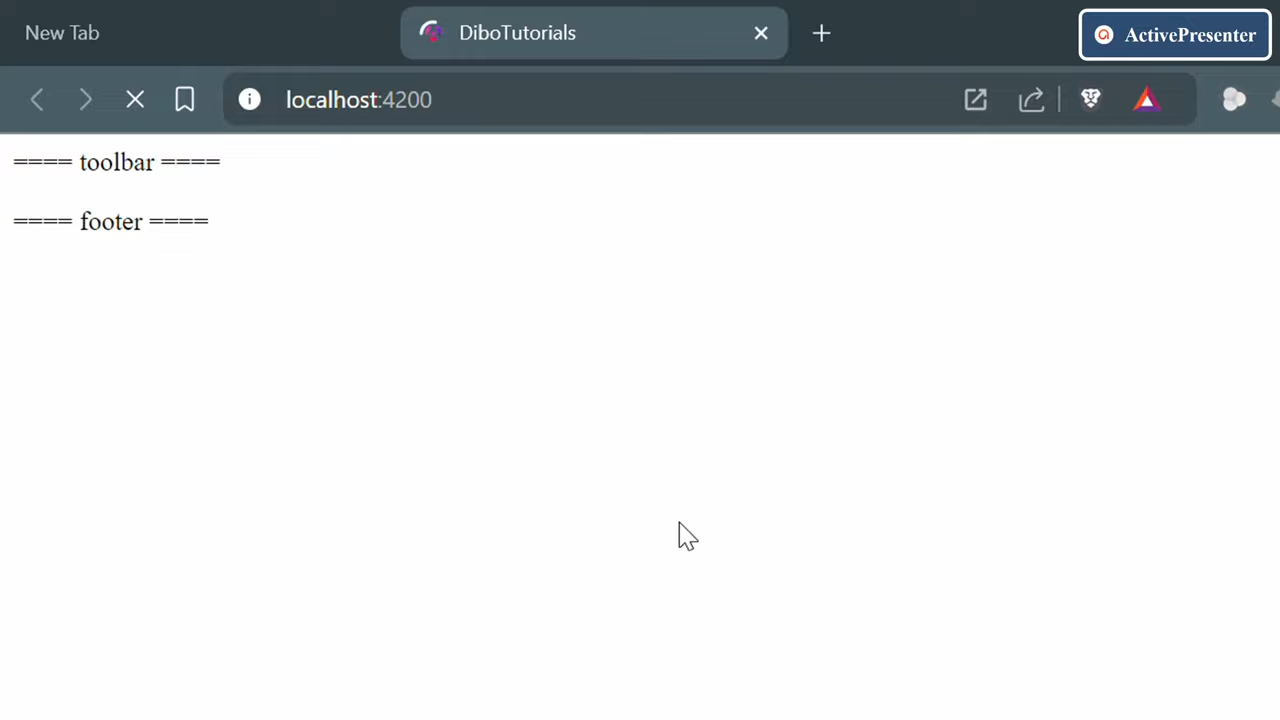 New Tab
DiboTutorials
ActivePresenter
localhost:4200
==== toolbar ====
==== footer ====